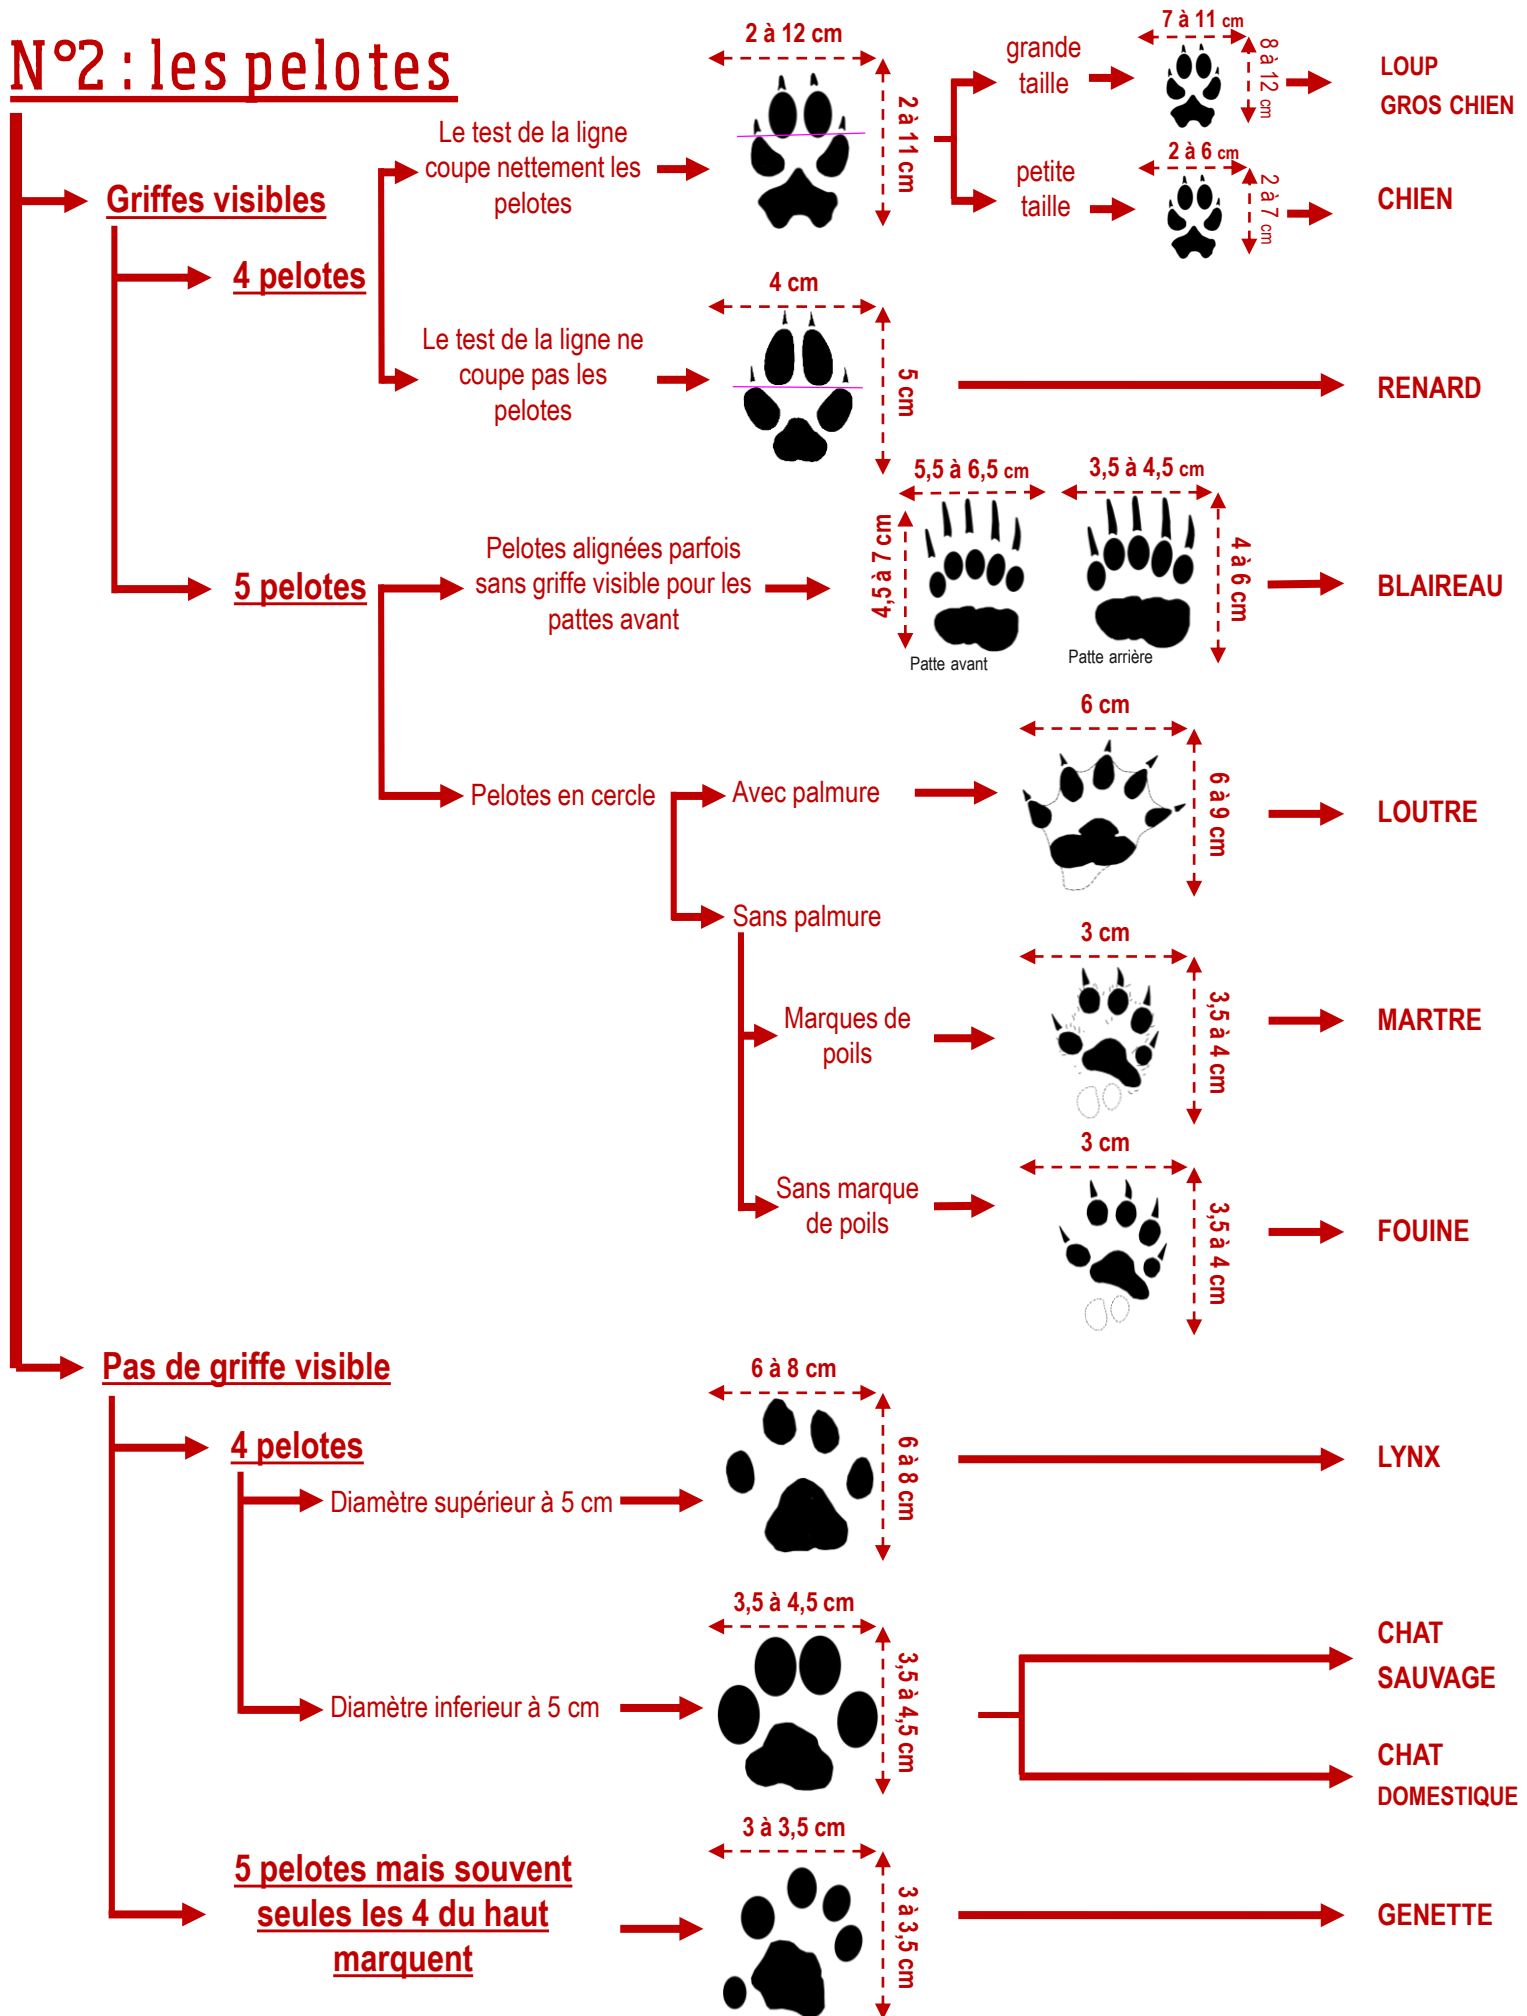 N°2 : les pelotes
Griffes visibles
4 pelotes
Le test de la ligne
coupe nettement les
pelotes
2 à 12 cm
2 à 11 cm
grande
taille
7 à 11 cm
8 à 12 cm
LOUP
GROS CHIEN
petite
taille
2 à 6 cm
2 à 7 cm
CHIEN
Le test de la ligne ne
coupe pas les
pelotes
4 cm
5 cm
RENARD
5 pelotes
Pelotes alignées parfois
sans griffe visible pour les
pattes avant
5,5 à 6,5 cm
4,5 à 7 cm
Patte avant
3,5 à 4,5 cm
4 à 6 cm
Patte arrière
BLAIREAU
Pelotes en cercle
Avec palmure
6 cm
6 à 9 cm
LOUTRE
Sans palmure
Marques de
poils
3 cm
3,5 à 4 cm
MARTRE
Sans marque
de poils
3 cm
3,5 à 4 cm
FOUINE
Pas de griffe visible
4 pelotes
Diamètre supérieur à 5 cm
6 à 8 cm
6 à 8 cm
LYNX
Diamètre inferieur à 5 cm
3,5 à 4,5 cm
3,5 à 4,5 cm
CHAT
SAUVAGE
CHAT
DOMESTIQUE
5 pelotes mais souvent
seules les 4 du haut
marquent
3 à 3,5 cm
3 à 3,5 cm
GENETTE